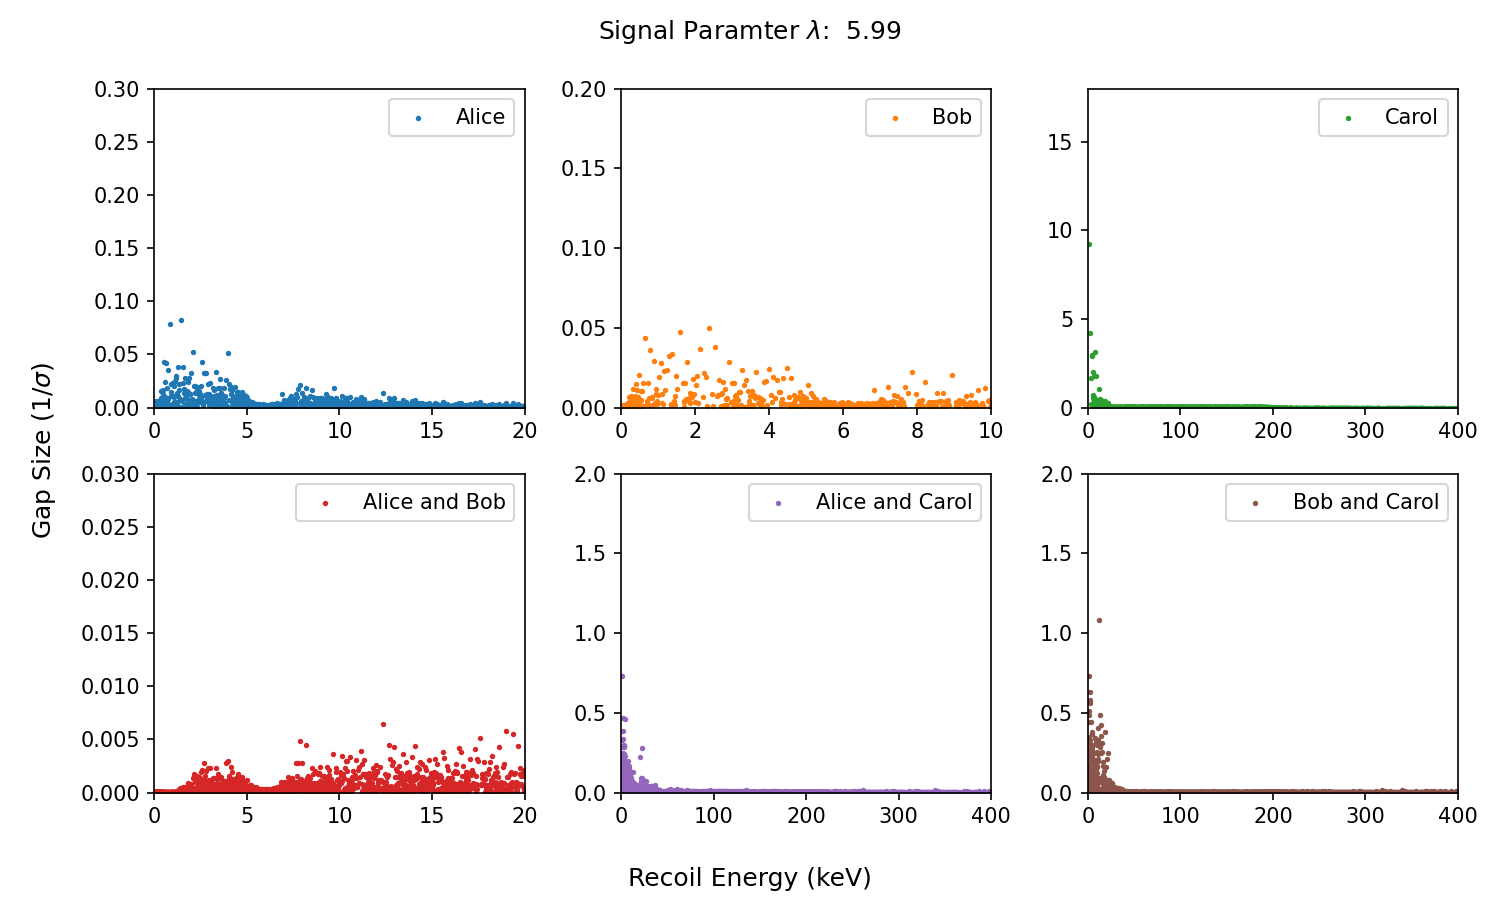 Signal Paramter λ: 5.99
0.30
0.25
0.20
0.15
0.10
0.05
0.00
0 5 10 15 20
Alice
0.20
0.15
0.10
0.05
0.00
0 2 4 6 8 10
Bob
15
10
5
0
0 100 200 300 400
Carol
Gap Size (1/σ)
0.030
0.025
0.020
0.015
0.010
0.005
0.000
0 5 10 15 20
Alice and Bob
2.0
1.5
1.0
0.5
0.0
0 100 200 300 400
Alice and Carol
2.0
1.5
1.0
0.5
0.0
0 100 200 300 400
Bob and Carol
Recoil Energy (keV)